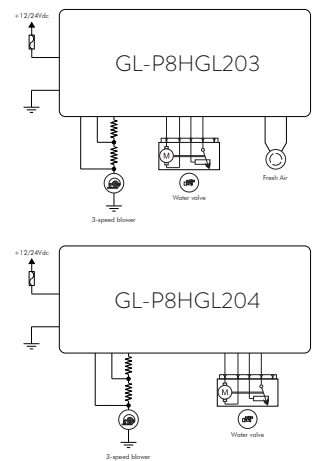 +12/24Vdc
GL-P8HGL203
M
Fresh Air
Water valve
3-speed blower
+12/24Vdc
GL-P8HGL204
M
Water valve
3-speed blower